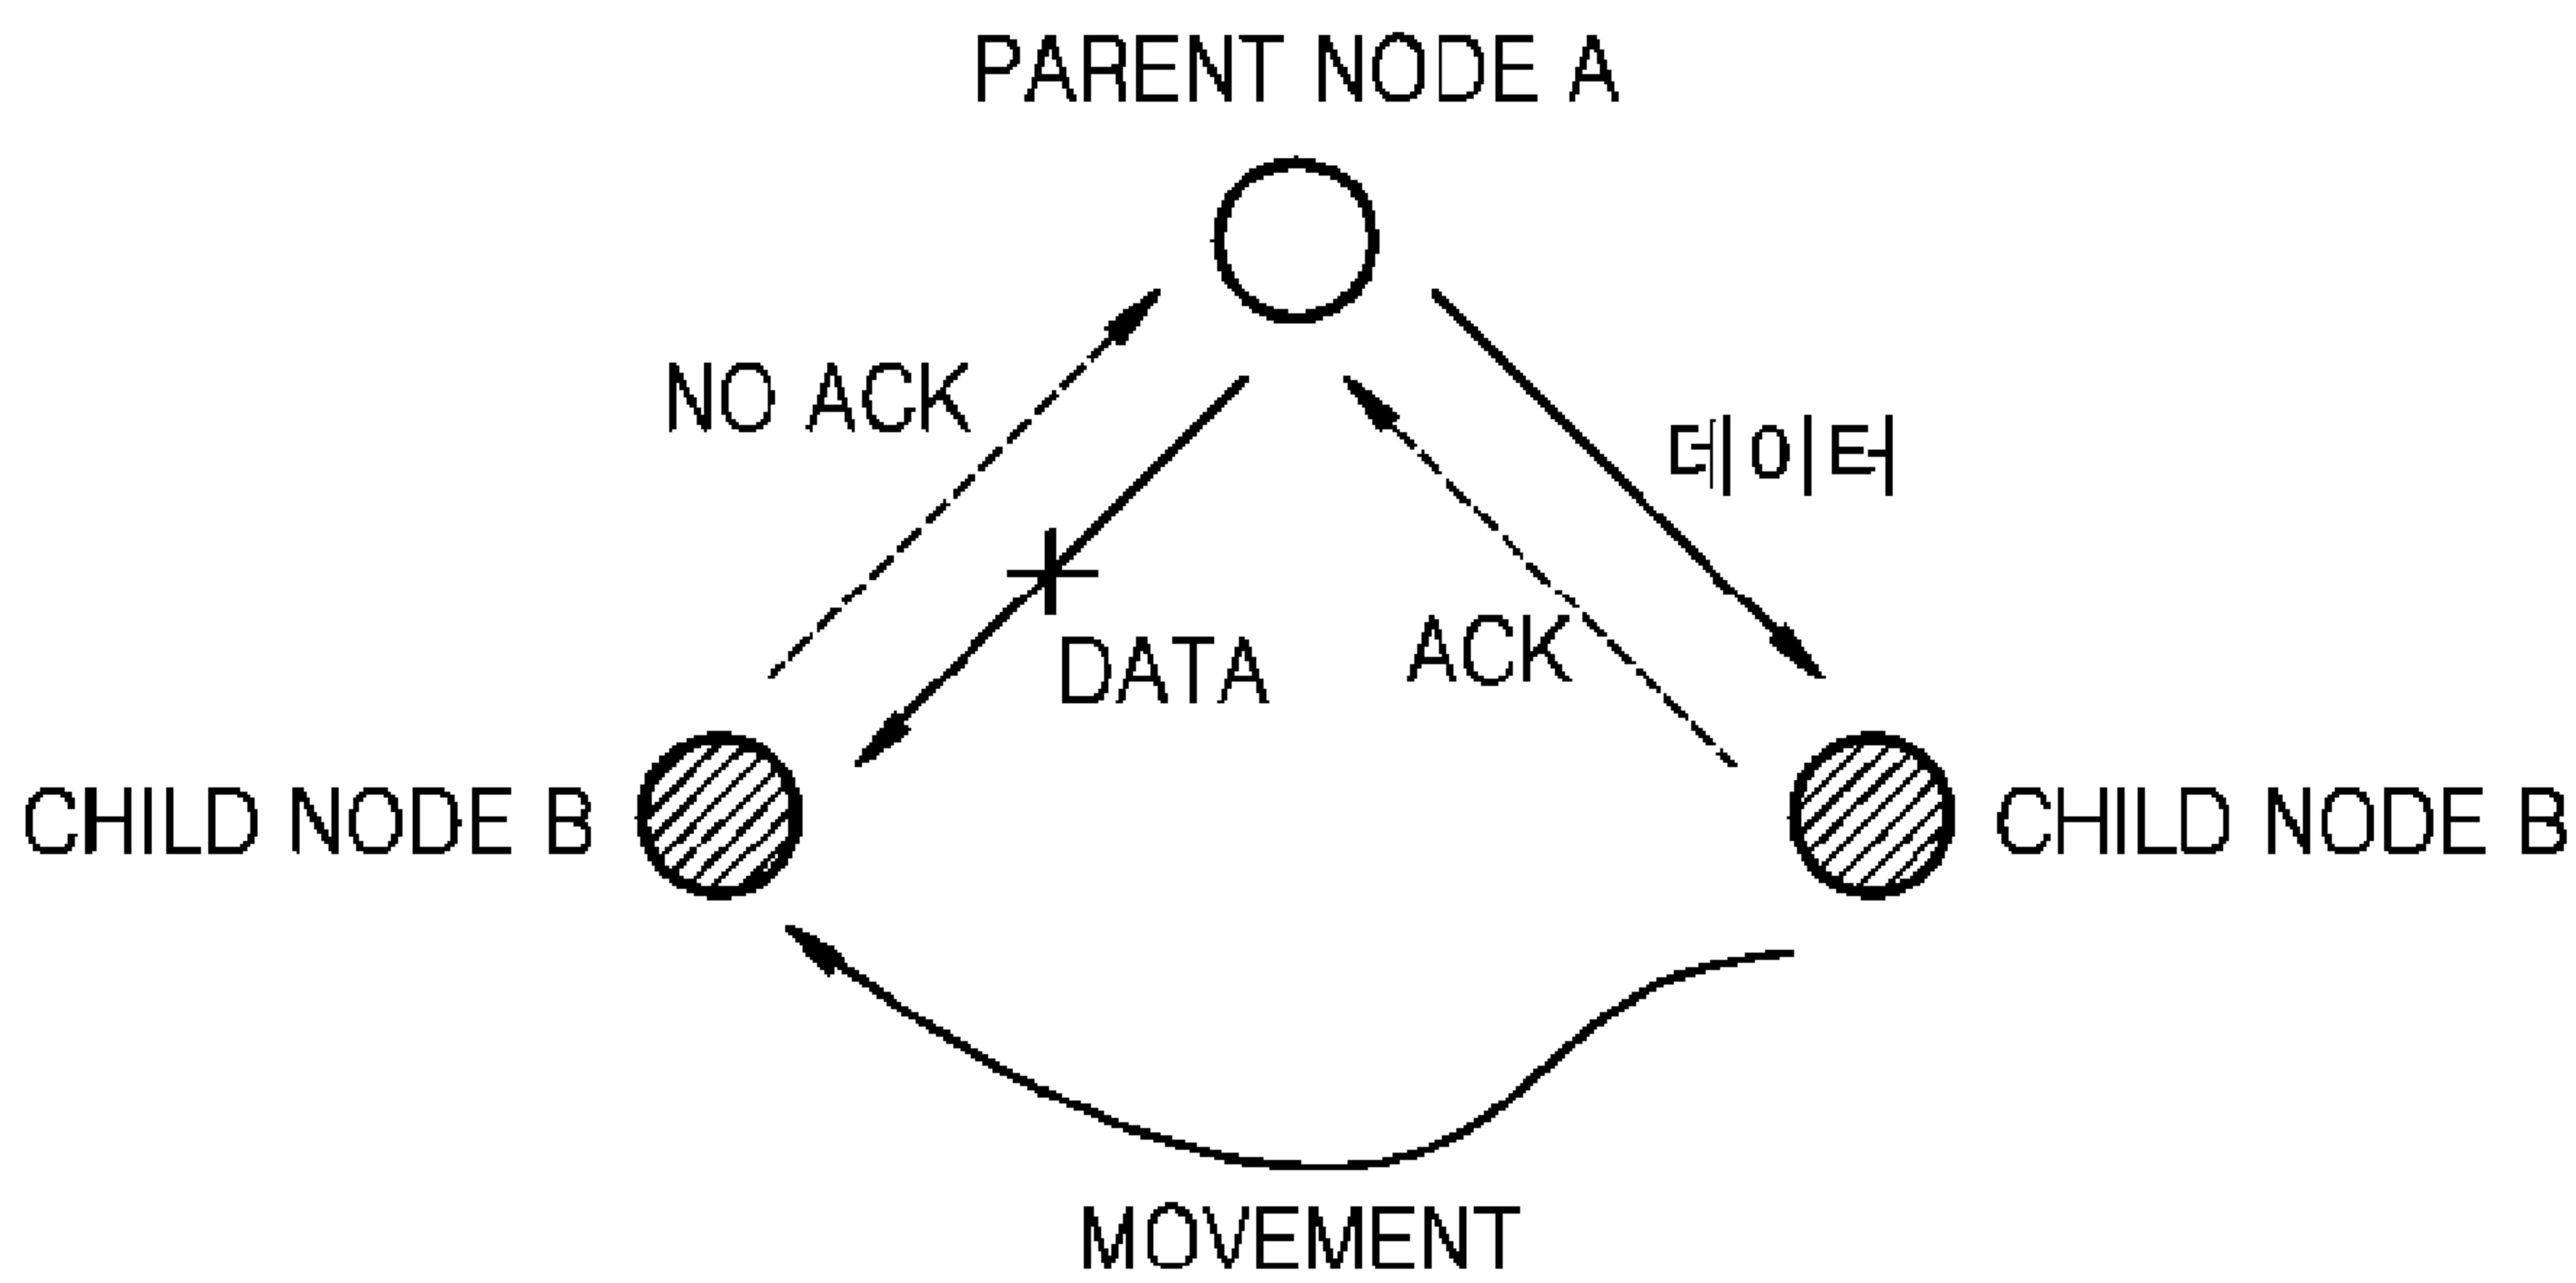 PARENT NODE A
NO ACK
데이터
DATA
ACK
CHILD NODE B
CHILD NODE B
MOVEMENT